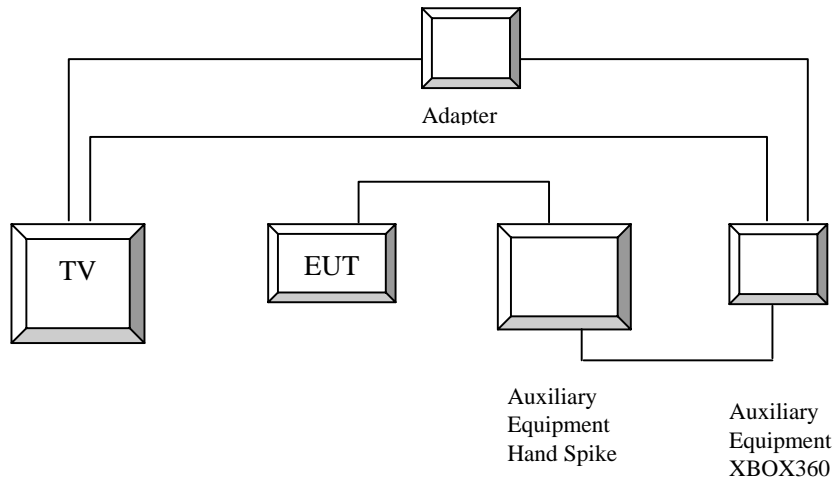 Adapter
TV
EUT
Auxiliary
Equipment
Hand Spike
Auxiliary
Equipment
XBOX360